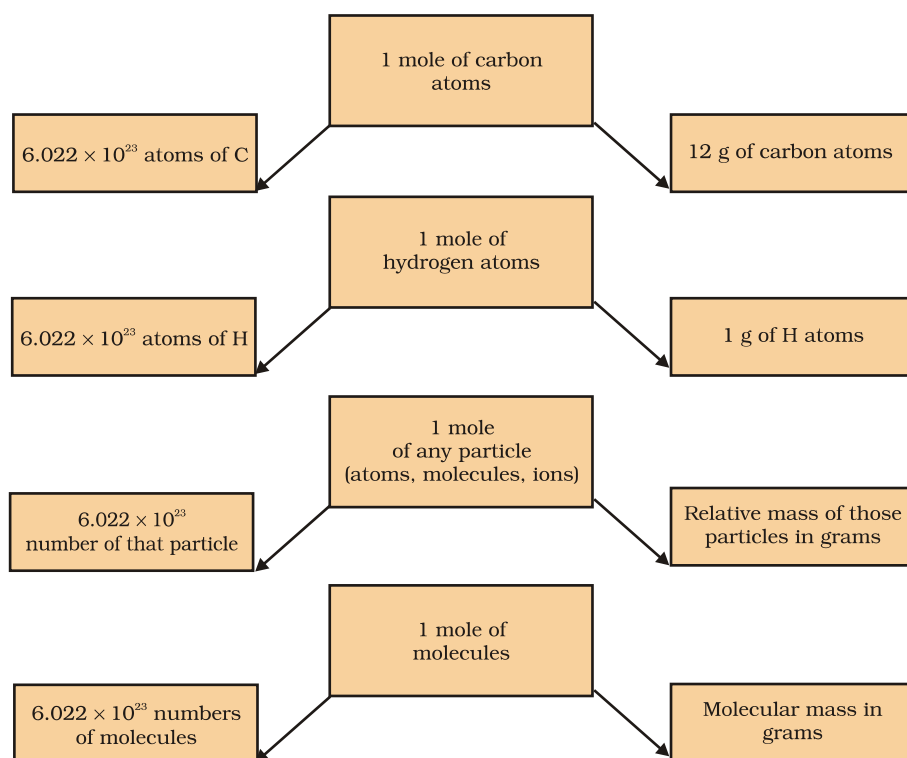 1 mole of carbon
atoms
6.022 × 10²³ atoms of C
12 g of carbon atoms
1 mole of
hydrogen atoms
6.022 × 10²³ atoms of H
1 g of H atoms
1 mole
of any particle
(atoms, molecules, ions)
6.022 × 10²³
number of that particle
Relative mass of those
particles in grams
1 mole of
molecules
6.022 × 10²³ numbers
of molecules
Molecular mass in
grams